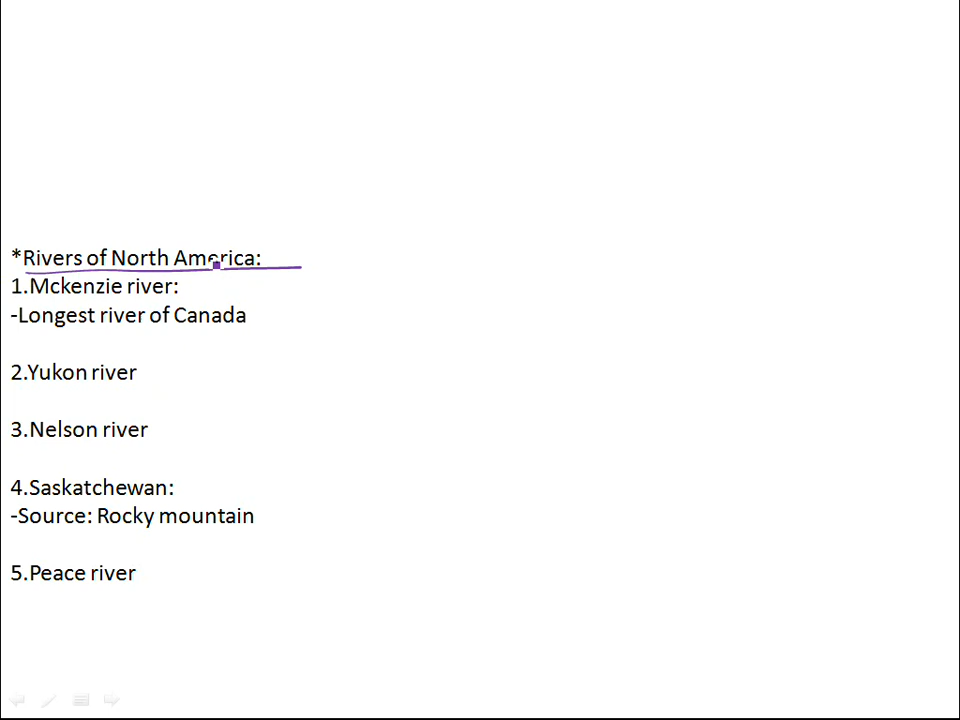 *Rivers of North America:
1.Mckenzie river:
-Longest river of Canada
2.Yukon river
3.Nelson river
4.Saskatchewan:
-Source: Rocky mountain
5.Peace river